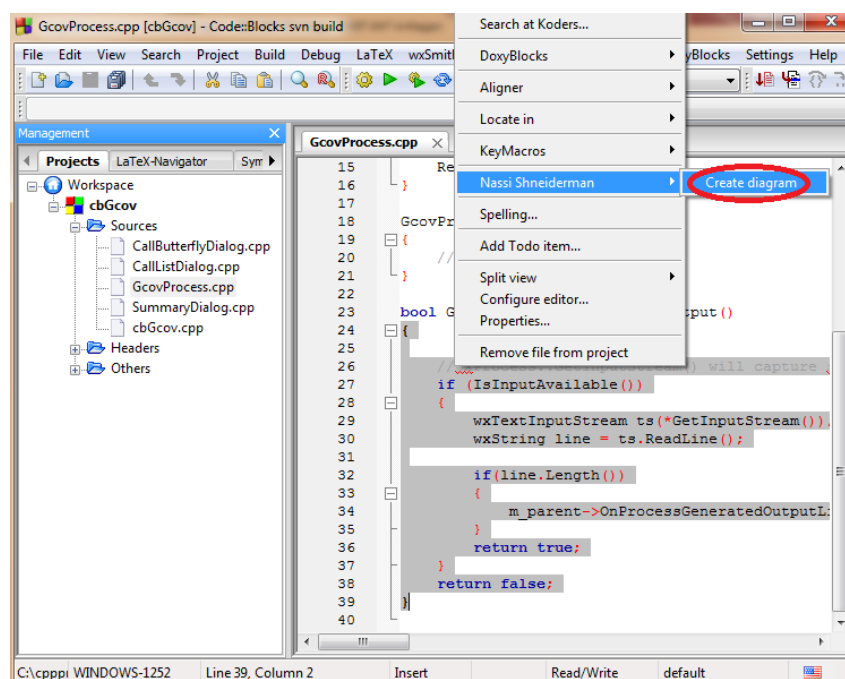 GcovProcess.cpp [cbGcov] - Code::Blocks svn build
File Edit View Search Project Build Debug LaTeX wxSmit yBlocks Settings Help
Management
Projects LaTeX-Navigator Sym
Workspace
cbGcov
Sources
CallButterflyDialog.cpp
CallListDialog.cpp
GcovProcess.cpp
SummaryDialog.cpp
cbGcov.cpp
Headers
Others
GcovProcess.cpp
15 Re
16 }
17
18 GcovPr
19 {
20 //
21 }
22
23 bool G tput()
24 {
25
26 // will capture
27 if (IsInputAvailable())
28 {
29 wxTextInputStream ts(*GetInputStream())
30 wxString line = ts.ReadLine();
31
32 if(line.Length())
33 {
34 m_parent->OnProcessGeneratedOutputL
35 }
36 return true;
37 }
38 return false;
39 }
40
Search at Koders...
DoxyBlocks
Aligner
Locate in
KeyMacros
Nassi Shneiderman
Create diagram
Spelling...
Add Todo item...
Split view
Configure editor...
Properties...
Remove file from project
C:\cpppr WINDOWS-1252 Line 39, Column 2 Insert Read/Write default